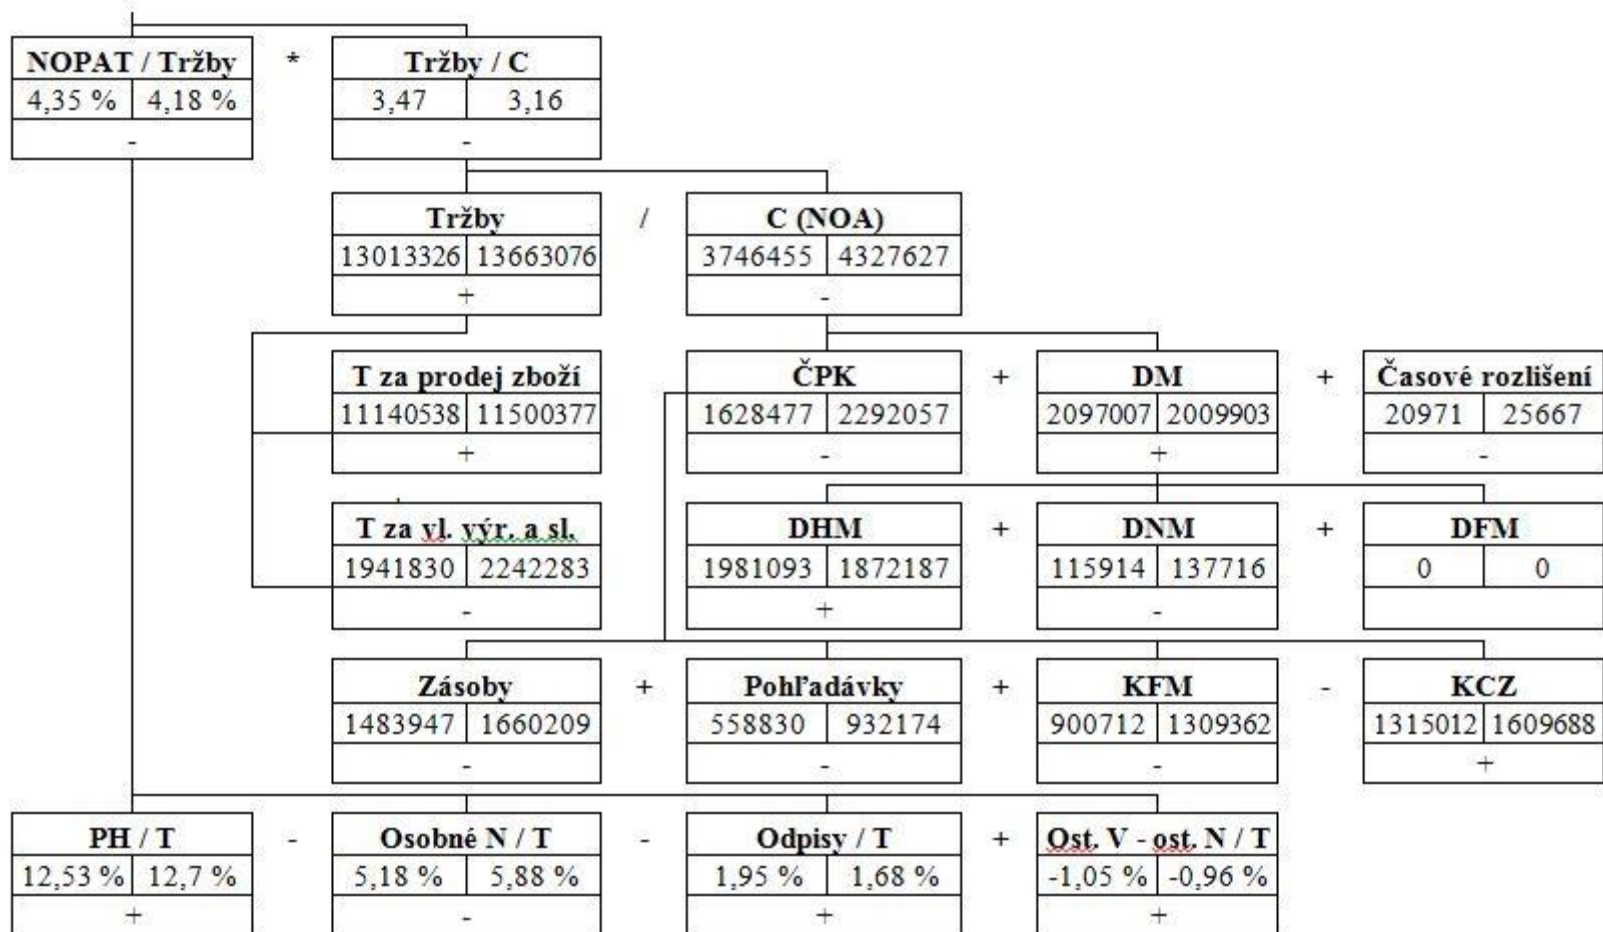 NOPAT / Tržby * Tržby / C
4,35 % 4,18 % 3,47 3,16
- -
Tržby / C (NOA)
13013326 13663076 3746455 4327627
+ -
T za prodej zboží ČPK + DM + Časové rozlišení
11140538 11500377 1628477 2292057 2097007 2009903 20971 25667
+ - + -
T za vl. výr. a sl. DHM + DNM + DFM
1941830 2242283 1981093 1872187 115914 137716 0 0
- + -
Zásoby + Pohľadávky + KFM - KCZ
1483947 1660209 558830 932174 900712 1309362 1315012 1609688
- - - +
PH / T - Osobné N / T - Odpisy / T + Ost. V - ost. N / T
12,53 % 12,7 % 5,18 % 5,88 % 1,95 % 1,68 % -1,05 % -0,96 %
+ - + +